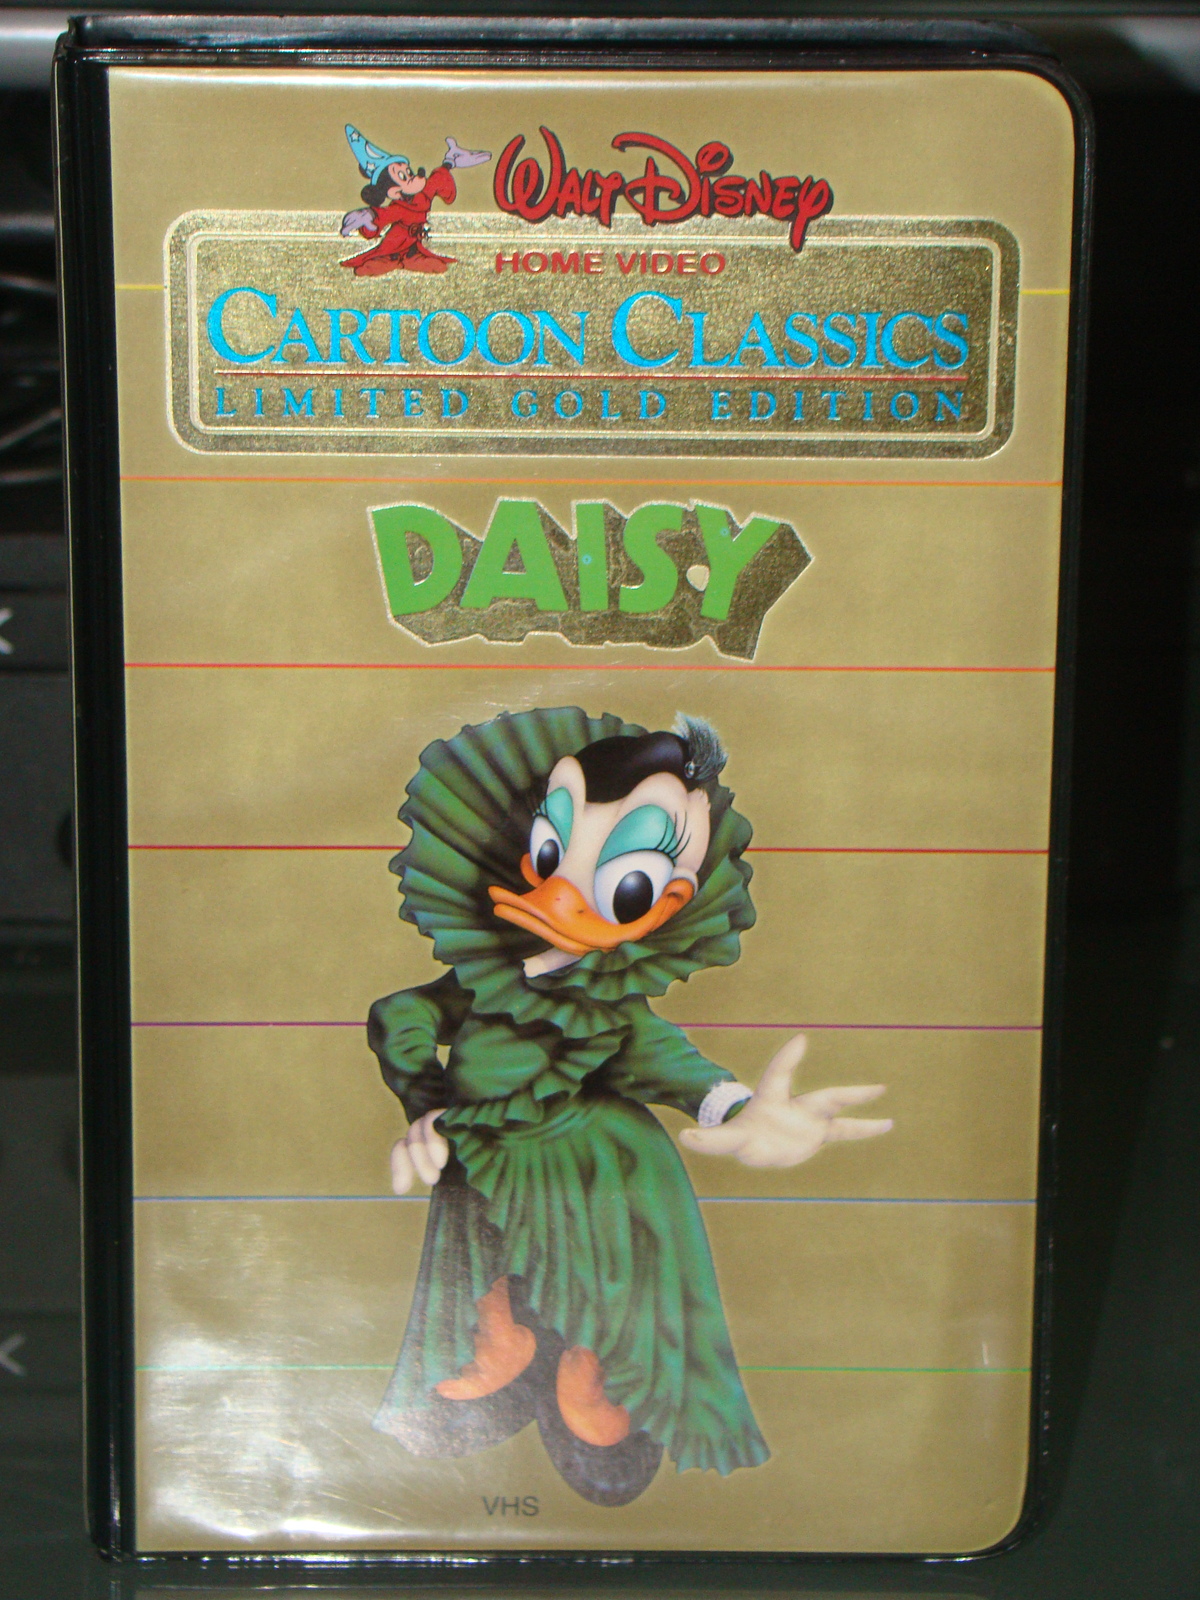 WALT DISNEY
HOME VIDEO
CARTOON CLASSICS
LIMITED GOLD EDITION
DAISY
VHS